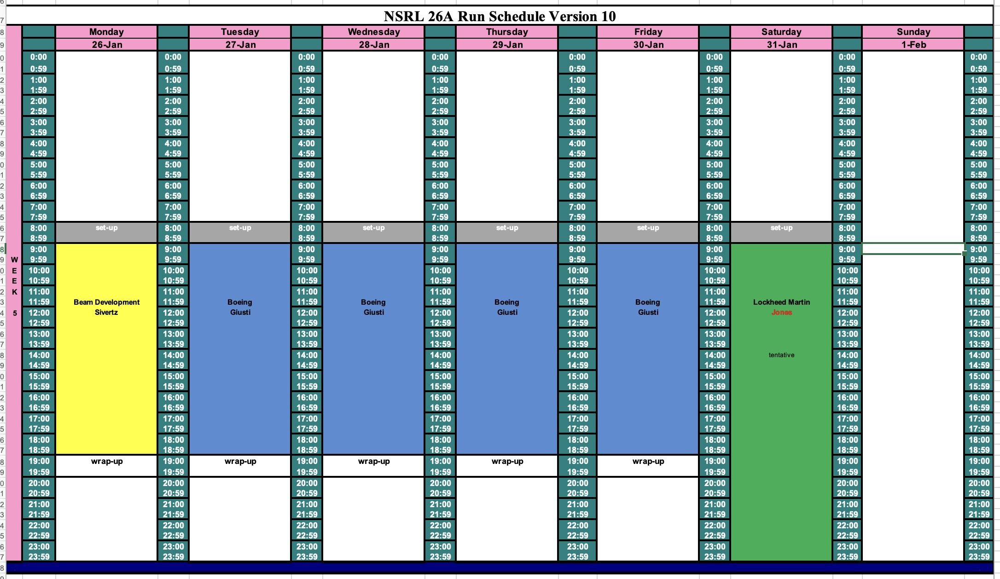 NSRL 26A Run Schedule Version 10
Monday Tuesday Wednesday Thursday Friday Saturday Sunday
26-Jan 27-Jan 28-Jan 29-Jan 30-Jan 31-Jan 1-Feb
0:00 0:00 0:00 0:00 0:00 0:00 0:00 0:00
0:59 0:59 0:59 0:59 0:59 0:59 0:59 0:59
1:00 1:00 1:00 1:00 1:00 1:00 1:00 1:00
1:59 1:59 1:59 1:59 1:59 1:59 1:59 1:59
2:00 2:00 2:00 2:00 2:00 2:00 2:00 2:00
2:59 2:59 2:59 2:59 2:59 2:59 2:59 2:59
3:00 3:00 3:00 3:00 3:00 3:00 3:00 3:00
3:59 3:59 3:59 3:59 3:59 3:59 3:59 3:59
4:00 4:00 4:00 4:00 4:00 4:00 4:00 4:00
4:59 4:59 4:59 4:59 4:59 4:59 4:59 4:59
5:00 5:00 5:00 5:00 5:00 5:00 5:00 5:00
5:59 5:59 5:59 5:59 5:59 5:59 5:59 5:59
6:00 6:00 6:00 6:00 6:00 6:00 6:00 6:00
6:59 6:59 6:59 6:59 6:59 6:59 6:59 6:59
7:00 7:00 7:00 7:00 7:00 7:00 7:00 7:00
7:59 7:59 7:59 7:59 7:59 7:59 7:59 7:59
8:00 set-up 8:00 set-up 8:00 set-up 8:00 set-up 8:00 set-up 8:00 set-up 8:00 8:00
8:59 8:59 8:59 8:59 8:59 8:59 8:59 8:59
9:00 9:00 9:00 9:00 9:00 9:00 9:00 9:00
W 9:59 9:59 9:59 9:59 9:59 9:59 9:59 9:59
E 10:00 10:00 10:00 10:00 10:00 10:00 10:00 10:00
E 10:59 10:59 10:59 10:59 10:59 10:59 10:59 10:59
K 11:00 11:00 11:00 11:00 11:00 11:00 11:00 11:00
11:59 Beam Development 11:59 Boeing 11:59 Boeing 11:59 Boeing 11:59 Boeing 11:59 Lockheed Martin 11:59 11:59
5 12:00 Sivertz 12:00 Giusti 12:00 Giusti 12:00 Giusti 12:00 Giusti 12:00 Jones 12:00 12:00
12:59 12:59 12:59 12:59 12:59 12:59 12:59 12:59
13:00 13:00 13:00 13:00 13:00 13:00 13:00 13:00
13:59 13:59 13:59 13:59 13:59 13:59 13:59 13:59
14:00 14:00 14:00 14:00 14:00 14:00 tentative 14:00 14:00
14:59 14:59 14:59 14:59 14:59 14:59 14:59 14:59
15:00 15:00 15:00 15:00 15:00 15:00 15:00 15:00
15:59 15:59 15:59 15:59 15:59 15:59 15:59 15:59
16:00 16:00 16:00 16:00 16:00 16:00 16:00 16:00
16:59 16:59 16:59 16:59 16:59 16:59 16:59 16:59
17:00 17:00 17:00 17:00 17:00 17:00 17:00 17:00
17:59 17:59 17:59 17:59 17:59 17:59 17:59 17:59
18:00 18:00 18:00 18:00 18:00 18:00 18:00 18:00
18:59 18:59 18:59 18:59 18:59 18:59 18:59 18:59
19:00 wrap-up 19:00 wrap-up 19:00 wrap-up 19:00 wrap-up 19:00 wrap-up 19:00 19:00 19:00
19:59 19:59 19:59 19:59 19:59 19:59 19:59 19:59
20:00 20:00 20:00 20:00 20:00 20:00 20:00 20:00
20:59 20:59 20:59 20:59 20:59 20:59 20:59 20:59
21:00 21:00 21:00 21:00 21:00 21:00 21:00 21:00
21:59 21:59 21:59 21:59 21:59 21:59 21:59 21:59
22:00 22:00 22:00 22:00 22:00 22:00 22:00 22:00
22:59 22:59 22:59 22:59 22:59 22:59 22:59 22:59
23:00 23:00 23:00 23:00 23:00 23:00 23:00 23:00
23:59 23:59 23:59 23:59 23:59 23:59 23:59 23:59